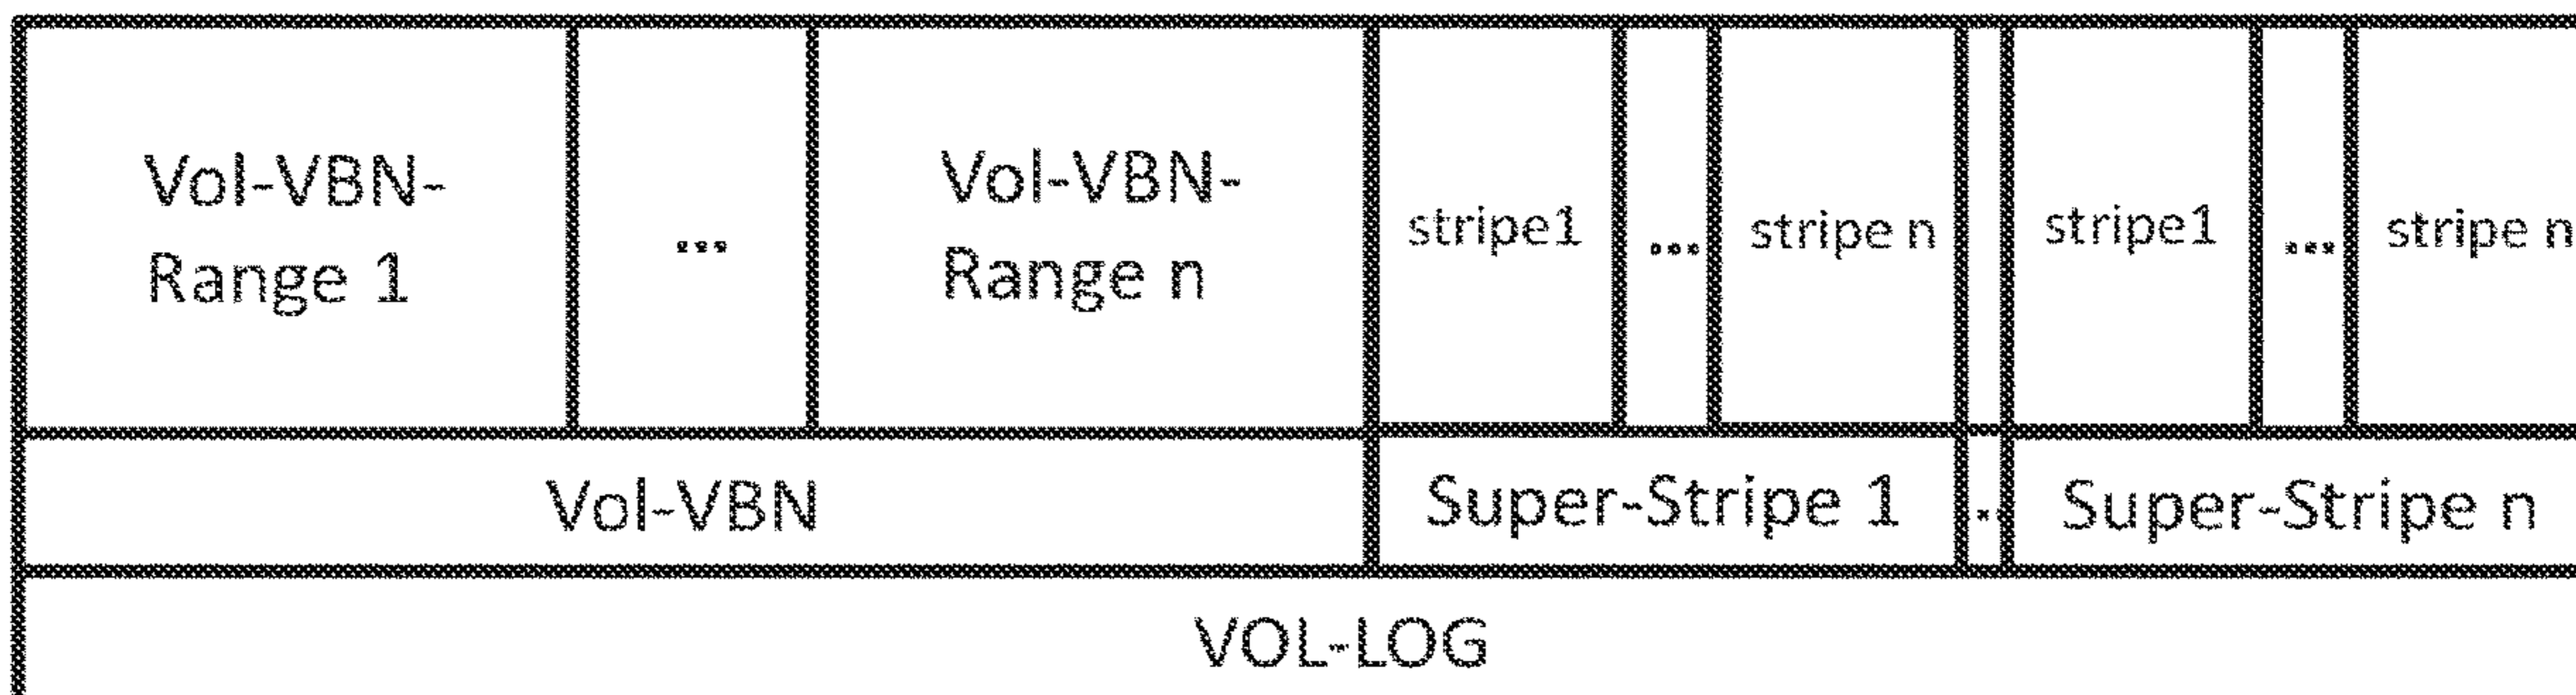 Vol-VBN-
Range 1
...
Vol-VBN-
Range n
stripe1
...
stripe n
stripe1
...
stripe n
Vol-VBN
Super-Stripe 1
..
Super-Stripe n
VOL-LOG